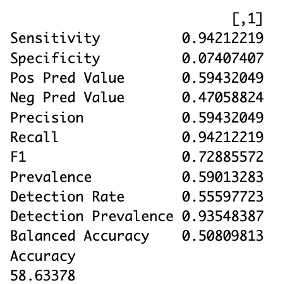 [,1]
Sensitivity 0.94212219
Specificity 0.07407407
Pos Pred Value 0.59432049
Neg Pred Value 0.47058824
Precision 0.59432049
Recall 0.94212219
F1 0.72885572
Prevalence 0.59013283
Detection Rate 0.55597723
Detection Prevalence 0.93548387
Balanced Accuracy 0.50809813
Accuracy
58.63378